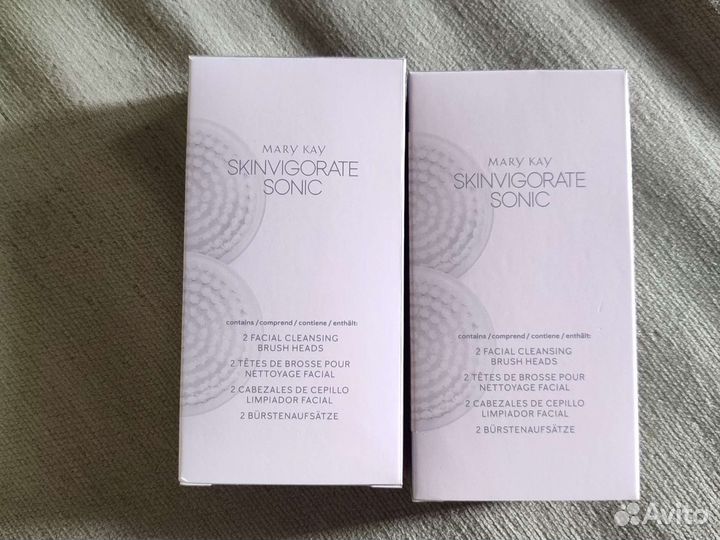 MARY KAY
SKINVIGORATE
SONIC
contains / comprend / contiene / enthält:
2 FACIAL CLEANSING
BRUSH HEADS
2 TÊTES DE BROSSE POUR
NETTOYAGE FACIAL
2 CABEZALES DE CEPILLO
LIMPIADOR FACIAL
2 BÜRSTENAUFSÄTZE
MARY KAY
SKINVIGORATE
SONIC
contains / comprend / contiene / enthält:
2 FACIAL CLEANSING
BRUSH HEADS
2 TÊTES DE BROSSE POUR
NETTOYAGE FACIAL
2 CABEZALES DE CEPILLO
LIMPIADOR FACIAL
2 BÜRSTENAUFSÄTZE
Avito